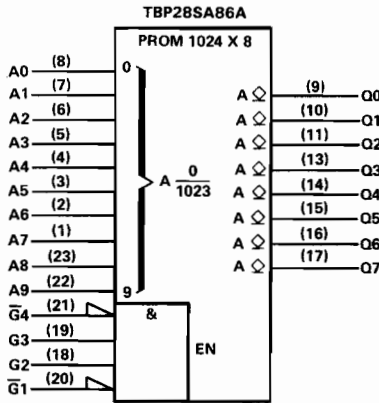 TBP28SA86A
PROM 1024 X 8
A0 (8) 0
A1 (7)
A2 (6)
A3 (5)
A4 (4)
A5 (3)
A6 (2)
A7 (1)
A8 (23)
A9 (22) 9
A 0/1023
G̅4 (21) &
G3 (19)
G2 (18)
G̅1 (20)
EN
A (9) Q0
A (10) Q1
A (11) Q2
A (13) Q3
A (14) Q4
A (15) Q5
A (16) Q6
A (17) Q7